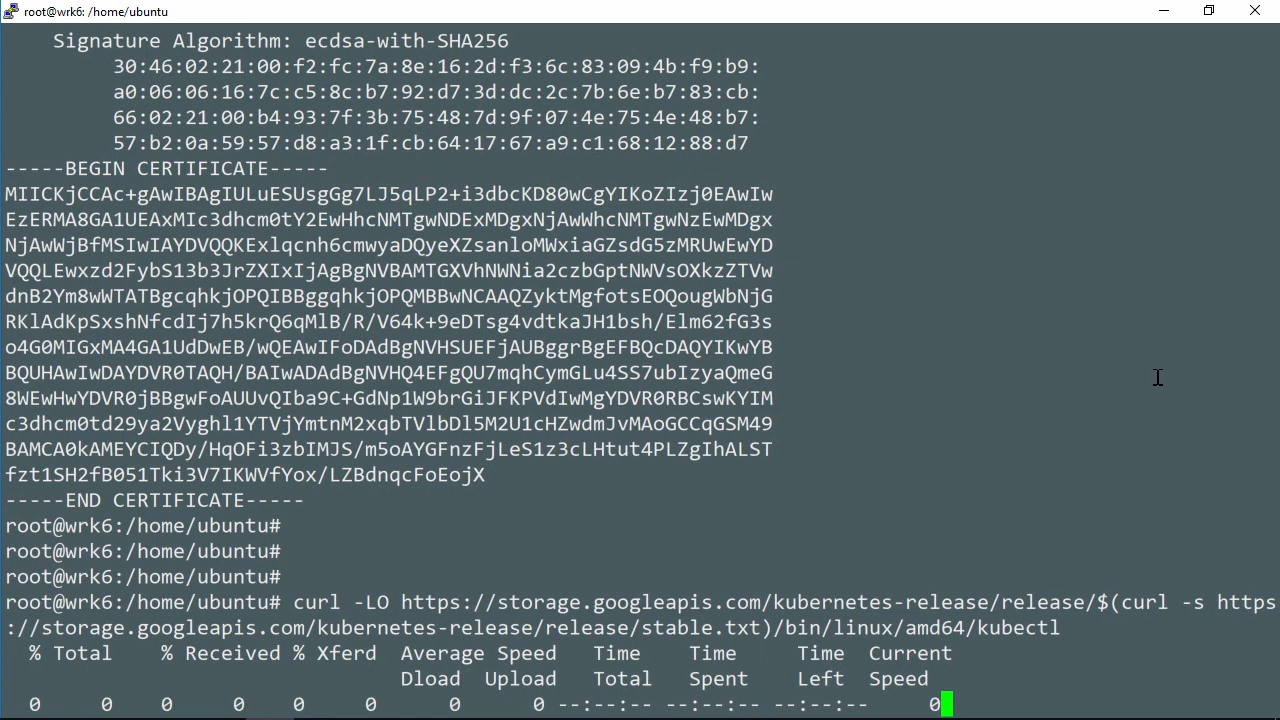 root@wrk6: /home/ubuntu
Signature Algorithm: ecdsa-with-SHA256
30:46:02:21:00:f2:fc:7a:8e:16:2d:f3:6c:83:09:4b:f9:b9:
a0:06:06:16:7c:c5:8c:b7:92:d7:3d:dc:2c:7b:6e:b7:83:cb:
66:02:21:00:b4:93:7f:3b:75:48:7d:9f:07:4e:75:4e:48:b7:
57:b2:0a:59:57:d8:a3:1f:cb:64:17:67:a9:c1:68:12:88:d7
-----BEGIN CERTIFICATE-----
MIICKjCCAc+gAwIBAgIULuESUsgGg7LJ5qLP2+i3dbcKD80wCgYIKoZIzj0EAwIw
EzERMA8GA1UEAxMIc3dhcm0tY2EwHhcNMTgwNDExMDgxNjAwWhcNMTgwNzEwMDgx
NjAwWjBfMSIwIAYDVQQKExlqcnh6cmwyaDQyeXZsanloMWxiaGZsdG5zMRUwEwYD
VQQLEwxzd2FybS13b3JrZXIxIjAgBgNVBAMTGXVhNWNia2czbGptNWVsOXkzZTVw
dnB2Ym8wWTATBgcqhkjOPQIBBggqhkjOPQMBBwNCAAQZyktMgfotsEOQougWbNjG
RKlAdKpSxshNfcdIj7h5krQ6qMlB/R/V64k+9eDTsg4vdtkaJH1bsh/Elm62fG3s
o4G0MIGxMA4GA1UdDwEB/wQEAwIFoDAdBgNVHSUEFjAUBggrBgEFBQcDAQYIKwYB
BQUHAwIwDAYDVR0TAQH/BAIwADAdBgNVHQ4EFgQU7mqhCymGLu4SS7ubIzyaQmeG
8WEwHwYDVR0jBBgwFoAUUvQIba9C+GdNp1W9brGiJFKPVdIwMgYDVR0RBCswKYIM
c3dhcm0td29ya2Vyghl1YTVjYmtnM2xqbTVlbDl5M2U1cHZwdmJvMAoGCCqGSM49
BAMCA0kAMEYCIQDy/HqOFi3zbIMJS/m5oAYGFnzFjLeS1z3cLHtut4PLZgIhALST
fzt1SH2fB051Tki3V7IKWVfYox/LZBdnqcFoEojX
-----END CERTIFICATE-----
root@wrk6:/home/ubuntu#
root@wrk6:/home/ubuntu#
root@wrk6:/home/ubuntu#
root@wrk6:/home/ubuntu# curl -LO https://storage.googleapis.com/kubernetes-release/release/$(curl -s https
://storage.googleapis.com/kubernetes-release/release/stable.txt)/bin/linux/amd64/kubectl
% Total % Received % Xferd Average Speed Time Time Time Current
Dload Upload Total Spent Left Speed
0 0 0 0 0 0 0 0 --:--:-- --:--:-- --:--:-- 0